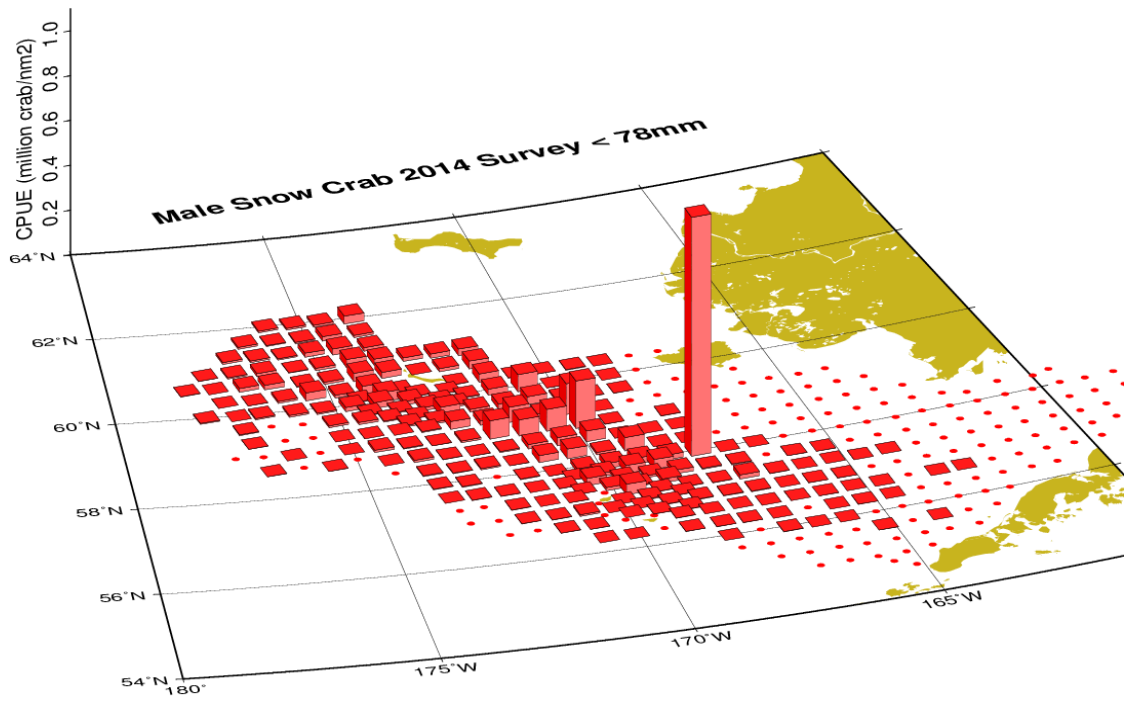 CPUE (million crab/nm2)
1.0
0.8
0.6
0.4
0.2
Male Snow Crab 2014 Survey < 78mm
64˚N
62˚N
60˚N
58˚N
56˚N
54˚N
180˚
175˚W
170˚W
165˚W